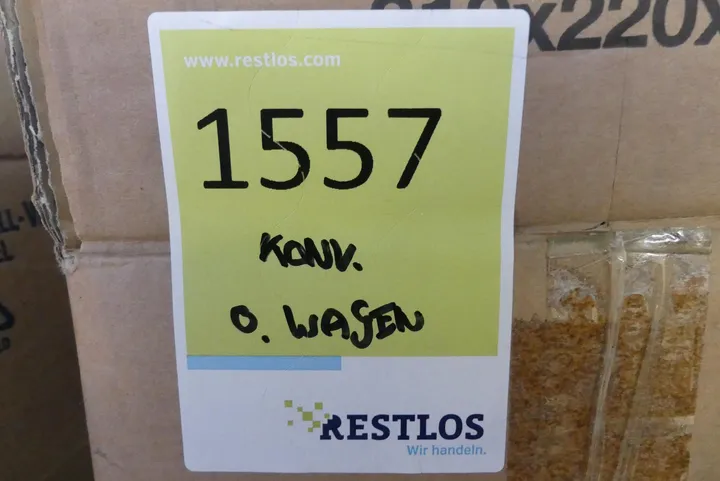 www.restlos.com
1557
KONV.
O. WAGEN
RESTLOS
Wir handeln.